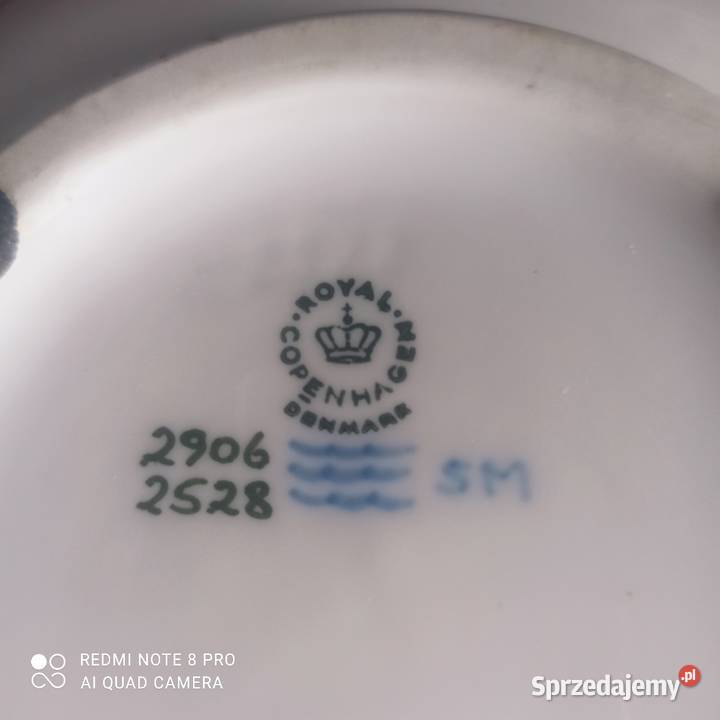 ROYAL
COPENHAGEN
DENMARK
2906
2528
SM
REDMI NOTE 8 PRO
AI QUAD CAMERA
Sprzedajemy.pl